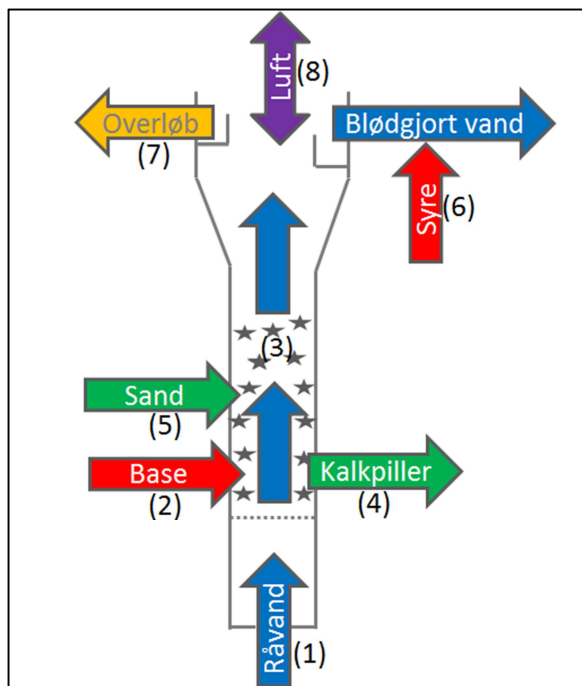 Luft
(8)
Overløb
(7)
Blødgjort vand
Syre
(6)
(3)
Sand
(5)
Base
(2)
Kalkpiller
(4)
Råvand
(1)